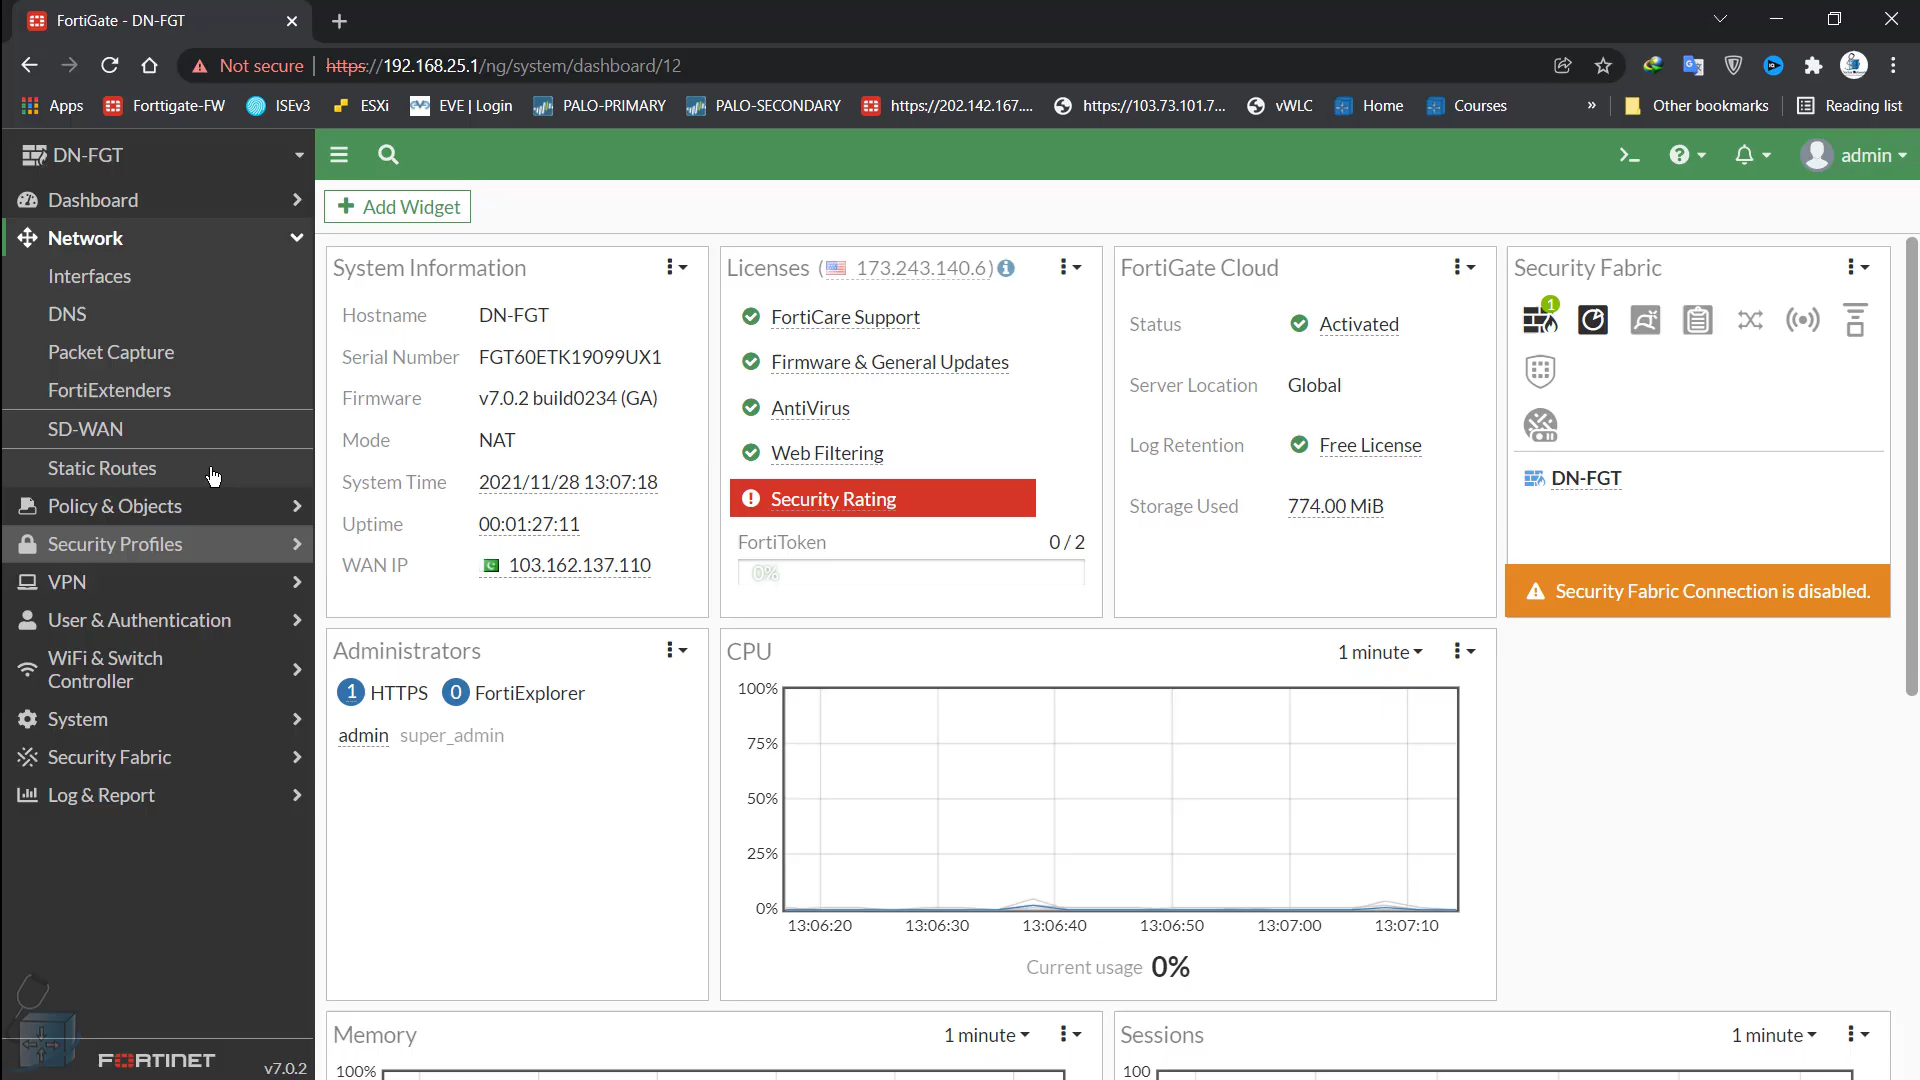 FortiGate - DN-FGT
Not secure | https://192.168.25.1/ng/system/dashboard/12
Apps Forttigate-FW ISEv3 ESXi EVE | Login PALO-PRIMARY PALO-SECONDARY https://202.142.167.... https://103.73.101.7... vWLC Home Courses » Other bookmarks Reading list
DN-FGT
>_ ? admin
Dashboard
Network
Interfaces
DNS
Packet Capture
FortiExtenders
SD-WAN
Static Routes
Policy & Objects
Security Profiles
VPN
User & Authentication
WiFi & Switch
Controller
System
Security Fabric
Log & Report
FORTINET v7.0.2
Add Widget
System Information
Hostname DN-FGT
Serial Number FGT60ETK19099UX1
Firmware v7.0.2 build0234 (GA)
Mode NAT
System Time 2021/11/28 13:07:18
Uptime 00:01:27:11
WAN IP 103.162.137.110
Licenses (173.243.140.6)
FortiCare Support
Firmware & General Updates
AntiVirus
Web Filtering
Security Rating
FortiToken 0 / 2
0%
FortiGate Cloud
Status Activated
Server Location Global
Log Retention Free License
Storage Used 774.00 MiB
Security Fabric
1
DN-FGT
Security Fabric Connection is disabled.
Administrators
1 HTTPS 0 FortiExplorer
admin super_admin
CPU 1 minute
100%
75%
50%
25%
0%
13:06:20 13:06:30 13:06:40 13:06:50 13:07:00 13:07:10
Current usage 0%
Memory 1 minute
100%
Sessions 1 minute
100